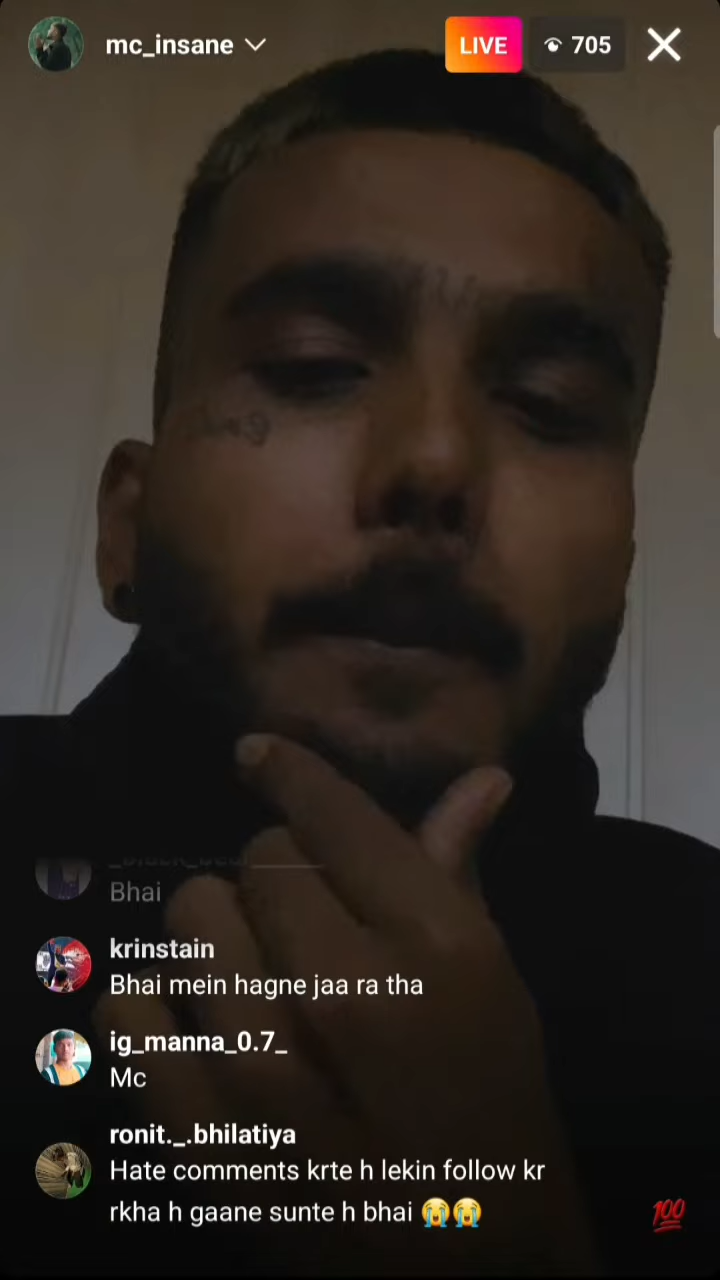 mc_insane
LIVE
705
Bhai
krinstain
Bhai mein hagne jaa ra tha
ig_manna_0.7_
Mc
ronit._.bhilatiya
Hate comments krte h lekin follow kr
rkha h gaane sunte h bhai 😭😭
💯